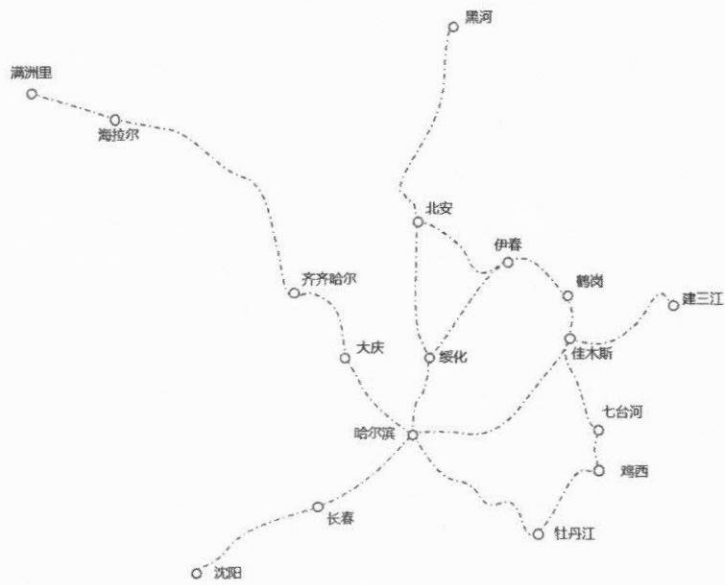 黑河
满洲里
海拉尔
北安
伊春
齐齐哈尔
鹤岗
建三江
大庆
绥化
佳木斯
七台河
哈尔滨
鸡西
长春
牡丹江
沈阳